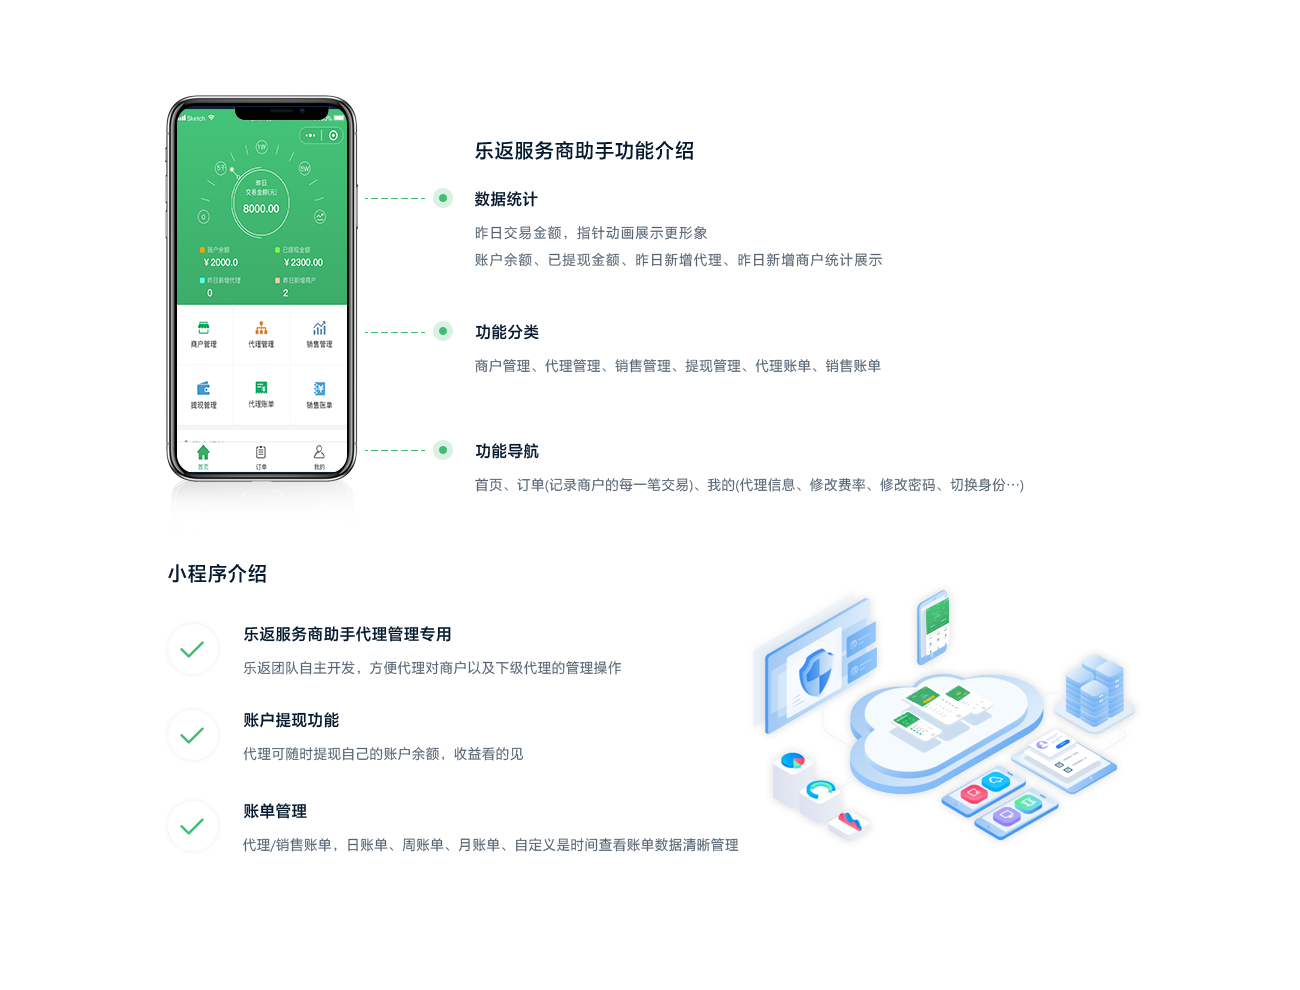 Sketch
1W
5千
5W
0
昨日
交易金额(元)
8000.00
账户余额
已提现金额
￥2000.0
￥2300.00
昨日新增代理
昨日新增商户
0
2
商户管理
代理管理
销售管理
提现管理
代理账单
销售账单
首页
订单
我的
乐返服务商助手功能介绍
数据统计
昨日交易金额，指针动画展示更形象
账户余额、已提现金额、昨日新增代理、昨日新增商户统计展示
功能分类
商户管理、代理管理、销售管理、提现管理、代理账单、销售账单
功能导航
首页、订单(记录商户的每一笔交易)、我的(代理信息、修改费率、修改密码、切换身份…)
小程序介绍
乐返服务商助手代理管理专用
乐返团队自主开发，方便代理对商户以及下级代理的管理操作
账户提现功能
代理可随时提现自己的账户余额，收益看的见
账单管理
代理/销售账单，日账单、周账单、月账单、自定义是时间查看账单数据清晰管理